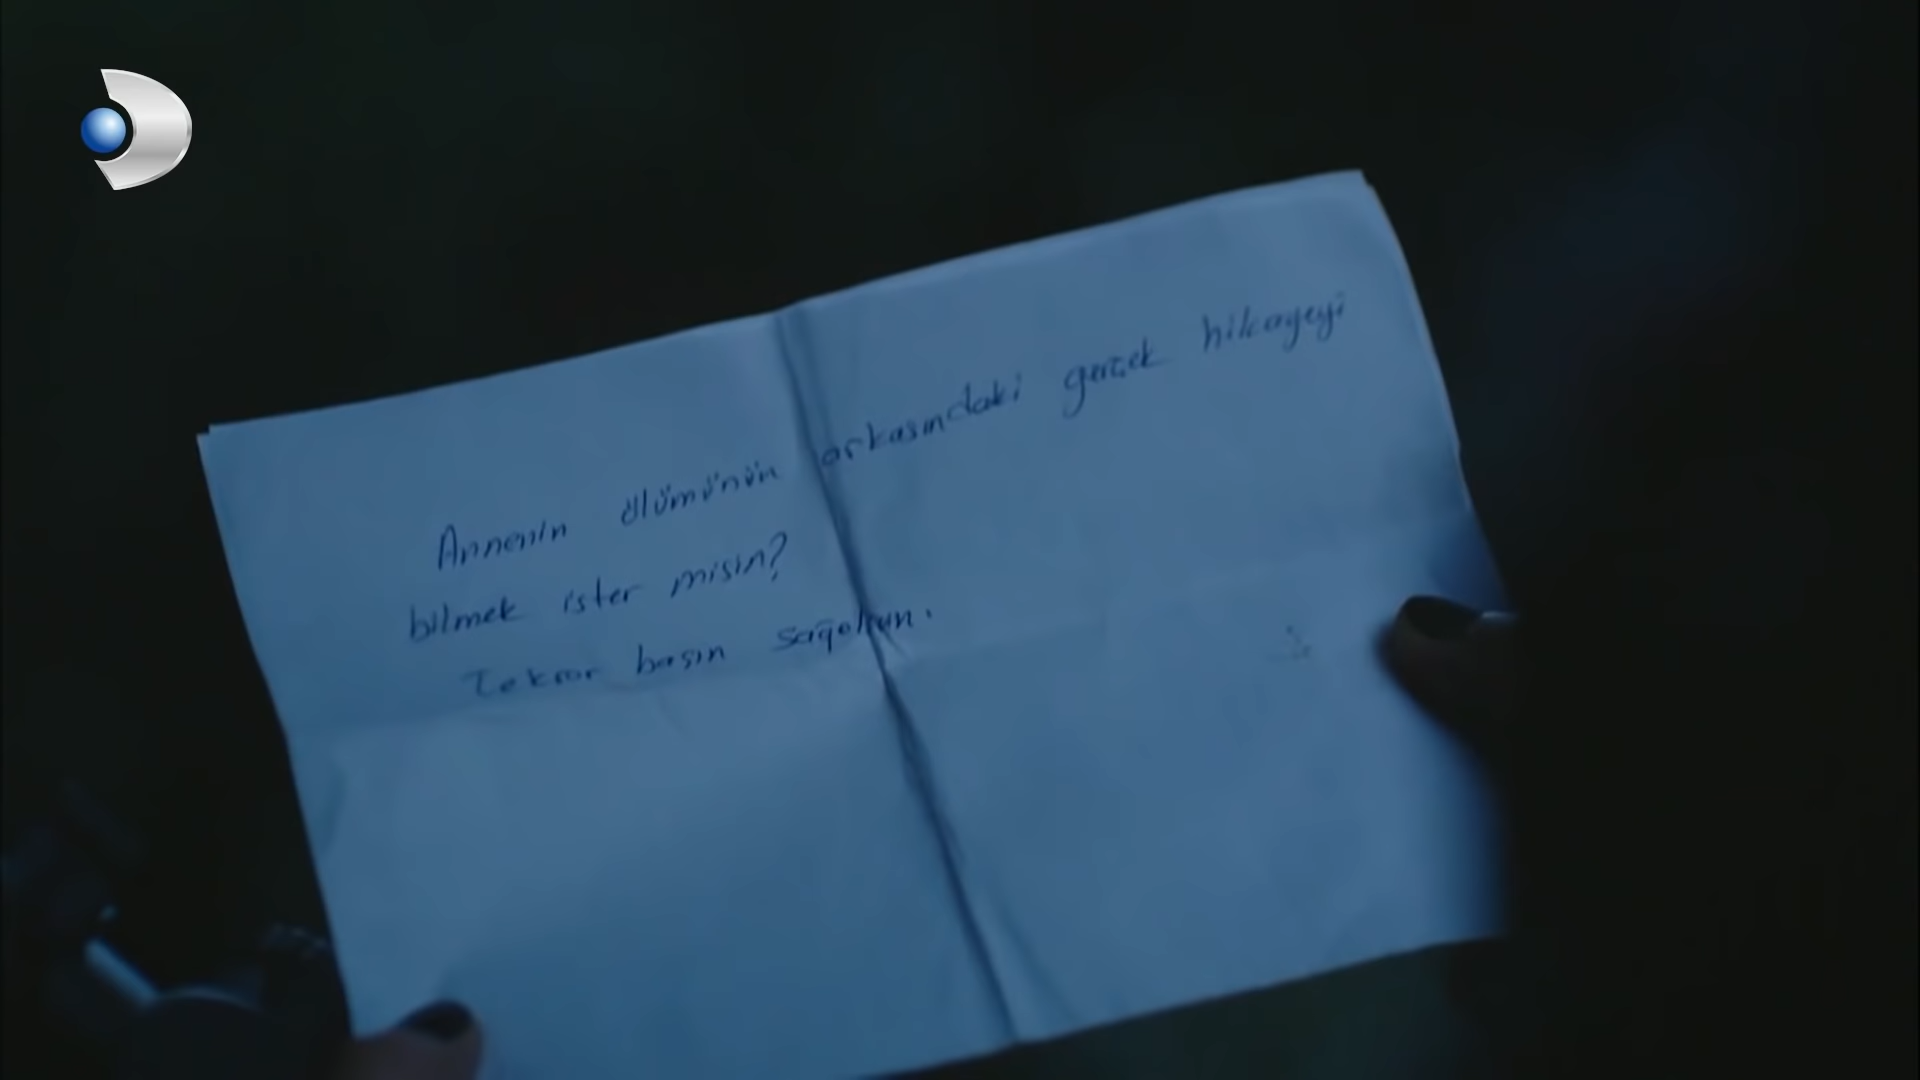 Annenin ölümünün arkasındaki gerçek hikayeyi
bilmek ister misin?
Tekrar başın sağolsun.